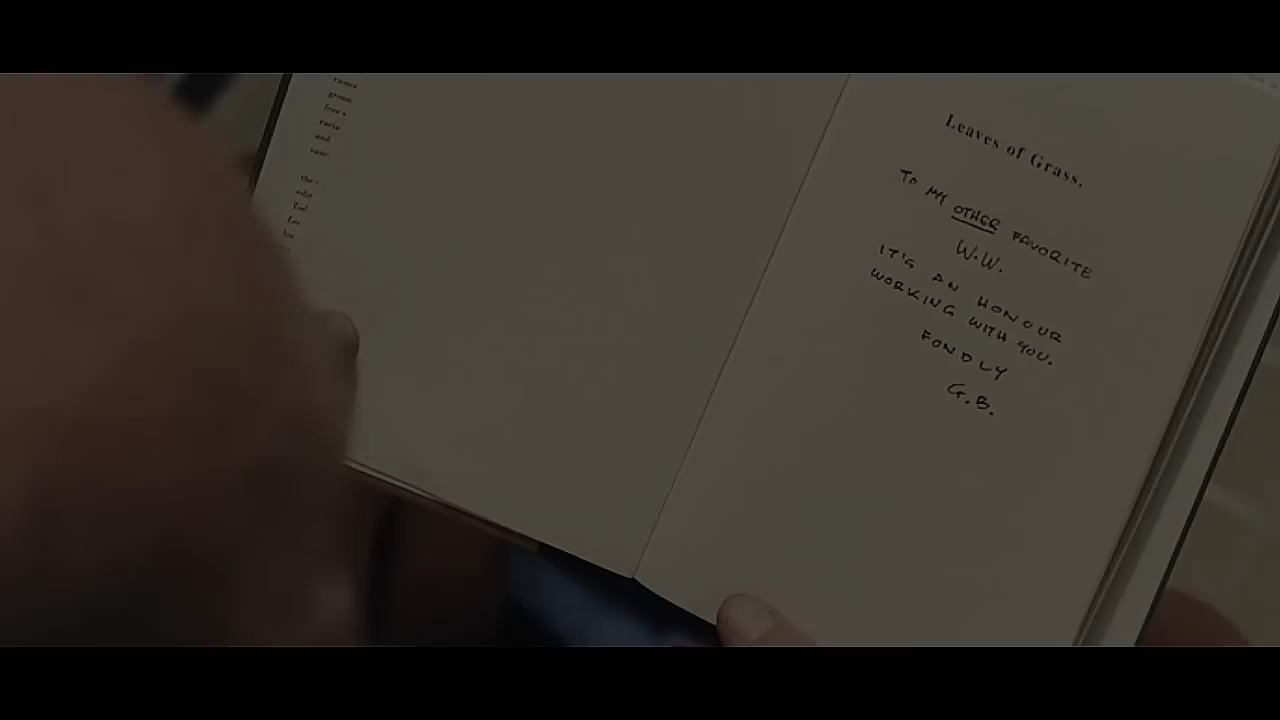 Leaves of Grass.
TO MY OTHER FAVORITE
W.W.
IT'S AN HONOUR
WORKING WITH YOU.
FONDLY
G.B.